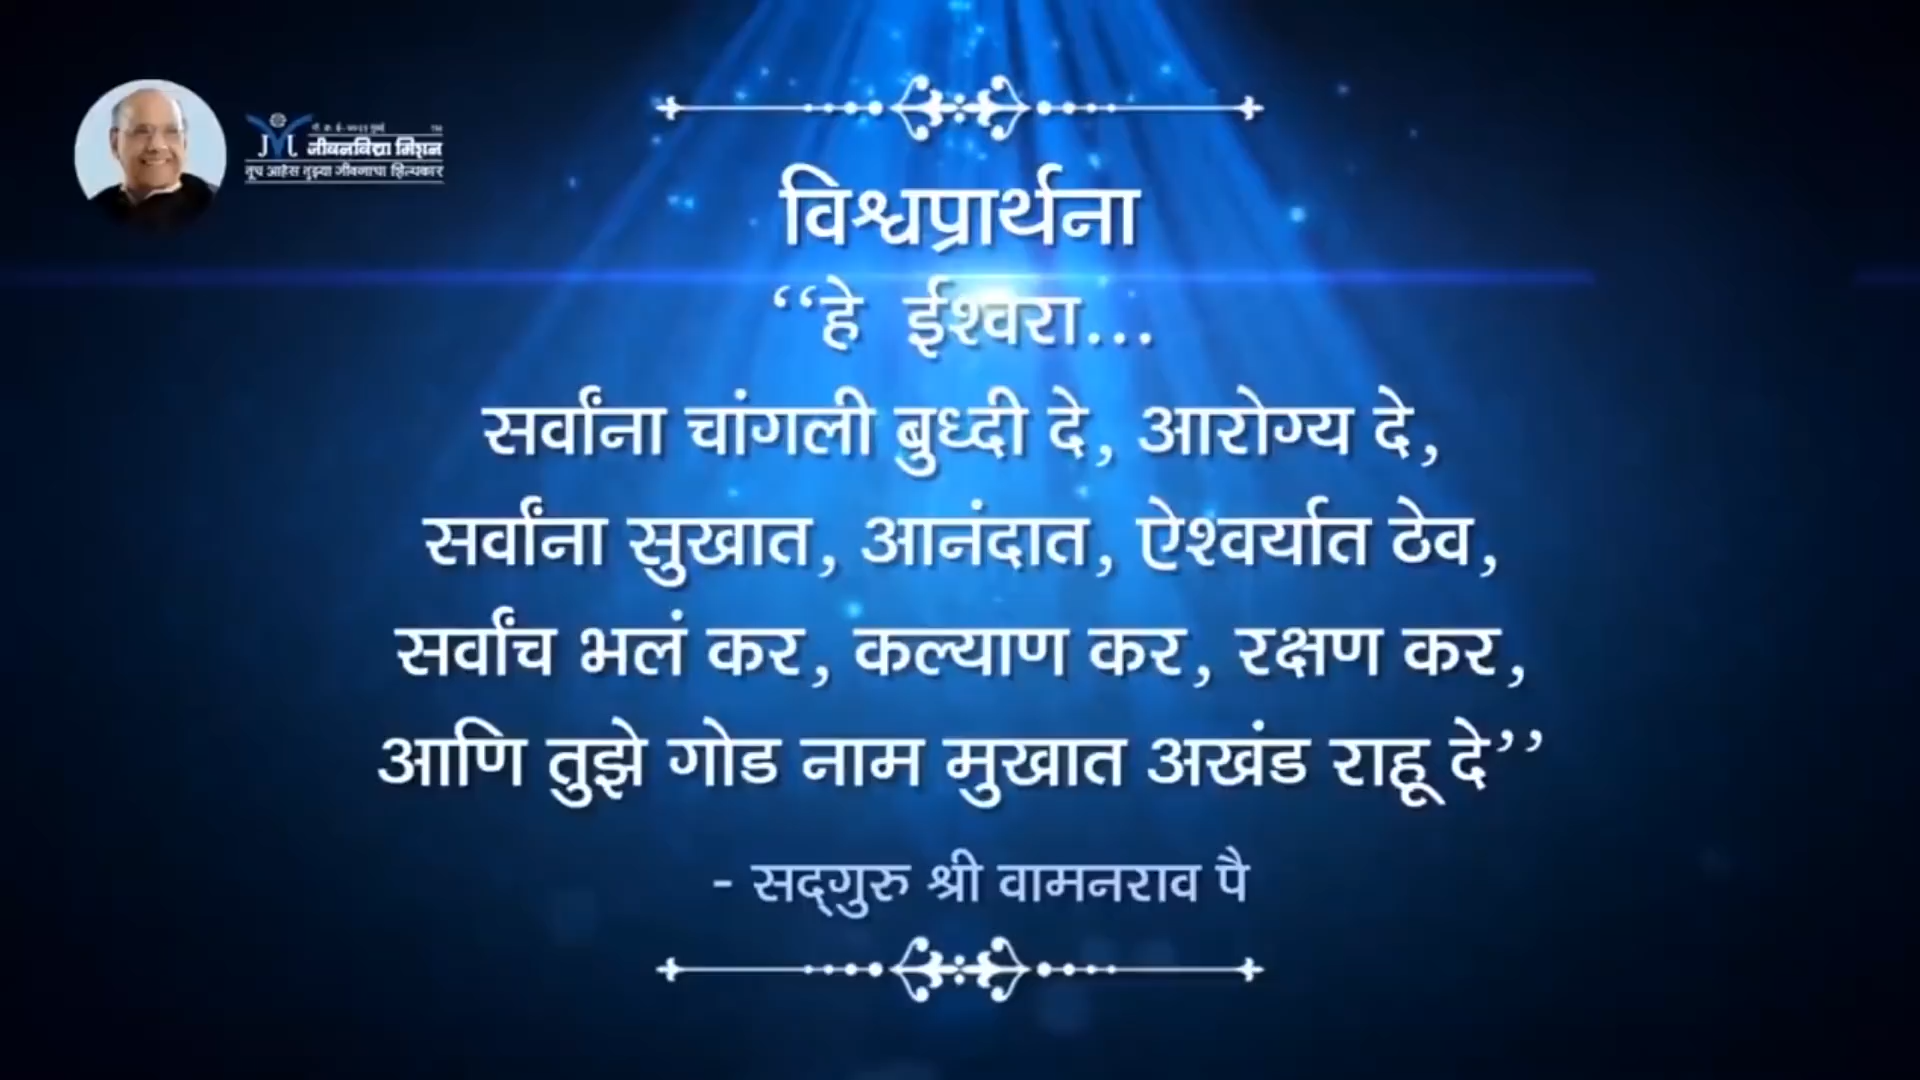 जीवनविद्या मिशन
तूच आहेस तुझ्या जीवनाचा शिल्पकार
विश्वप्रार्थना
“हे ईश्वरा...
सर्वांना चांगली बुध्दी दे, आरोग्य दे,
सर्वांना सुखात, आनंदात, ऐश्वर्यात ठेव,
सर्वांच भलं कर, कल्याण कर, रक्षण कर,
आणि तुझे गोड नाम मुखात अखंड राहू दे”
- सद्‌गुरु श्री वामनराव पै